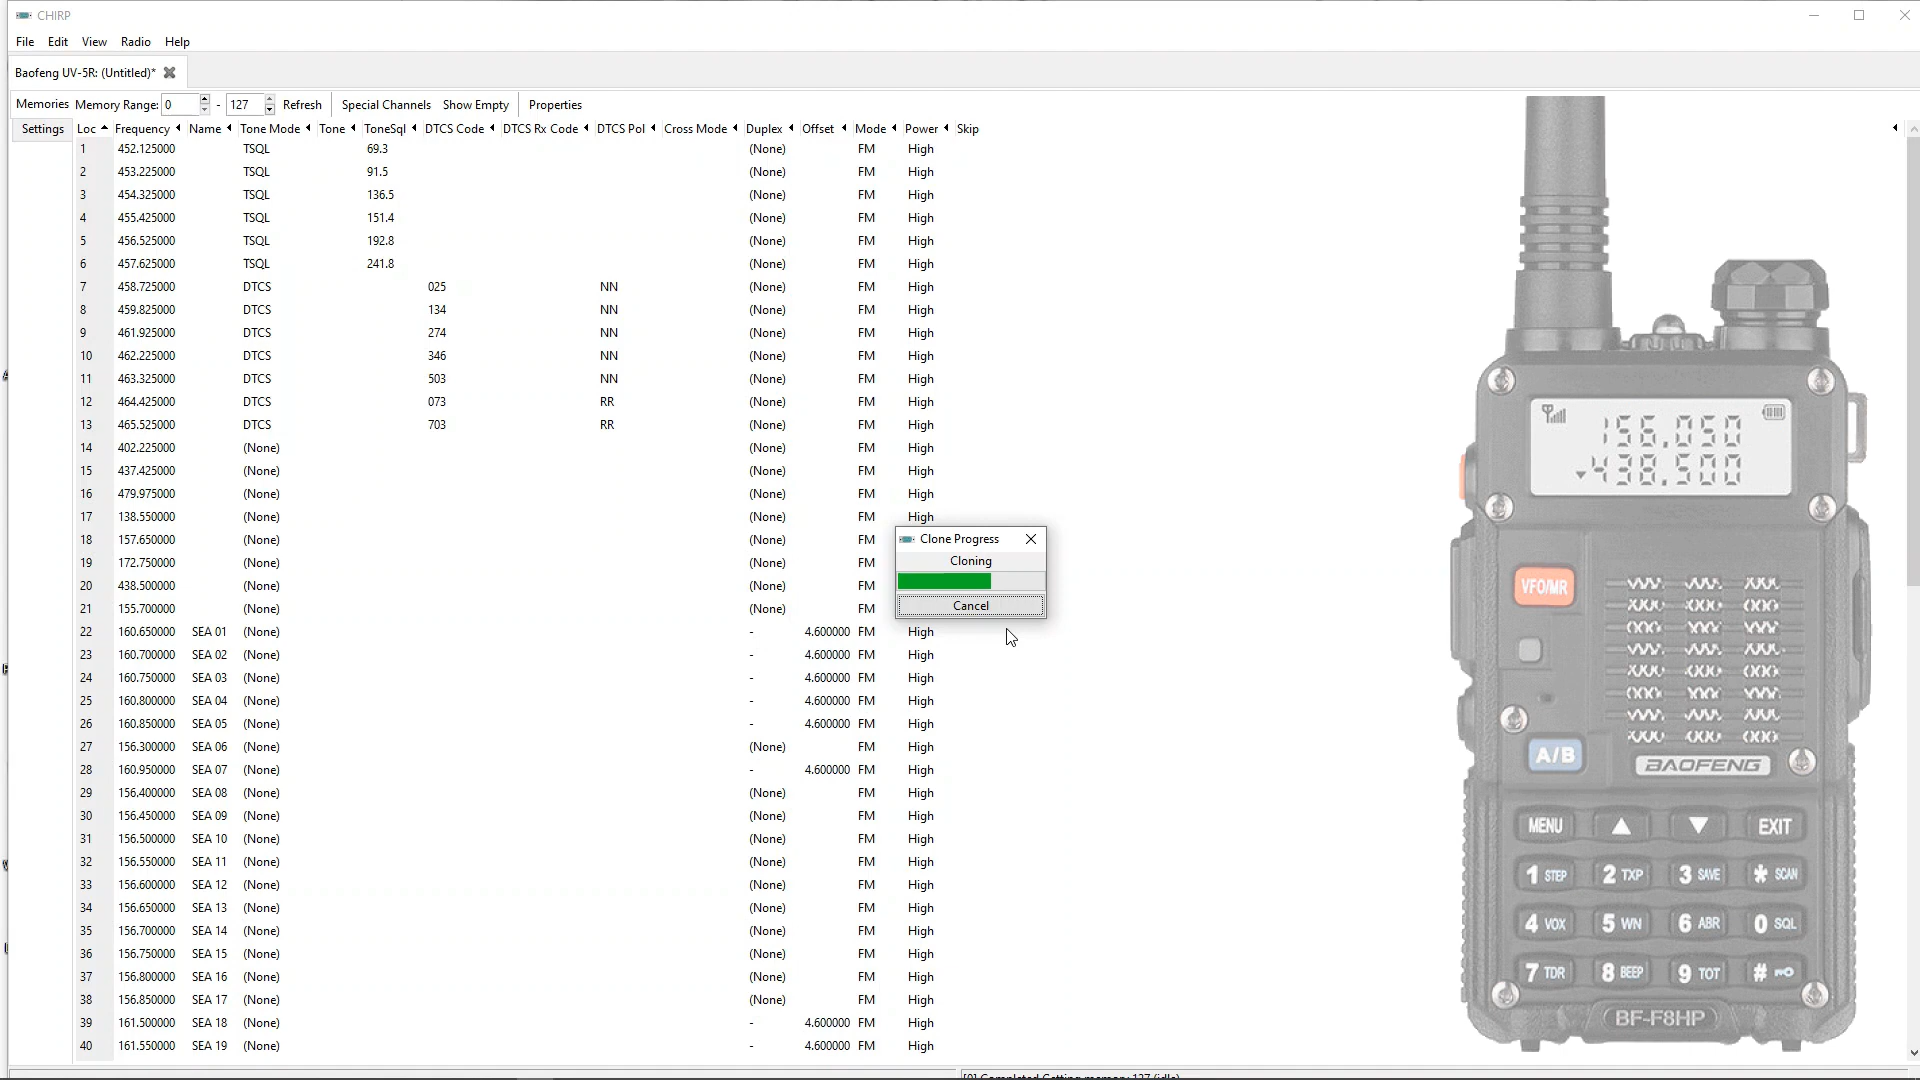 CHIRP
File Edit View Radio Help
Baofeng UV-5R: (Untitled)*
Memories Memory Range: 0 - 127 Refresh Special Channels Show Empty Properties
Settings
Loc Frequency Name Tone Mode Tone ToneSql DTCS Code DTCS Rx Code DTCS Pol Cross Mode Duplex Offset Mode Power Skip
1 452.125000 TSQL 69.3 (None) FM High
2 453.225000 TSQL 91.5 (None) FM High
3 454.325000 TSQL 136.5 (None) FM High
4 455.425000 TSQL 151.4 (None) FM High
5 456.525000 TSQL 192.8 (None) FM High
6 457.625000 TSQL 241.8 (None) FM High
7 458.725000 DTCS 025 NN (None) FM High
8 459.825000 DTCS 134 NN (None) FM High
9 461.925000 DTCS 274 NN (None) FM High
10 462.225000 DTCS 346 NN (None) FM High
11 463.325000 DTCS 503 NN (None) FM High
12 464.425000 DTCS 073 RR (None) FM High
13 465.525000 DTCS 703 RR (None) FM High
14 402.225000 (None) (None) FM High
15 437.425000 (None) (None) FM High
16 479.975000 (None) (None) FM High
17 138.550000 (None) (None) FM High
18 157.650000 (None) (None) FM
19 172.750000 (None) (None) FM
20 438.500000 (None) (None) FM
21 155.700000 (None) (None) FM
22 160.650000 SEA 01 (None) - 4.600000 FM High
23 160.700000 SEA 02 (None) - 4.600000 FM High
24 160.750000 SEA 03 (None) - 4.600000 FM High
25 160.800000 SEA 04 (None) - 4.600000 FM High
26 160.850000 SEA 05 (None) - 4.600000 FM High
27 156.300000 SEA 06 (None) (None) FM High
28 160.950000 SEA 07 (None) - 4.600000 FM High
29 156.400000 SEA 08 (None) (None) FM High
30 156.450000 SEA 09 (None) (None) FM High
31 156.500000 SEA 10 (None) (None) FM High
32 156.550000 SEA 11 (None) (None) FM High
33 156.600000 SEA 12 (None) (None) FM High
34 156.650000 SEA 13 (None) (None) FM High
35 156.700000 SEA 14 (None) (None) FM High
36 156.750000 SEA 15 (None) (None) FM High
37 156.800000 SEA 16 (None) (None) FM High
38 156.850000 SEA 17 (None) (None) FM High
39 161.500000 SEA 18 (None) - 4.600000 FM High
40 161.550000 SEA 19 (None) - 4.600000 FM High
Clone Progress
Cloning
Cancel
156.050
438.500
VFO/MR
A/B
BAOFENG
MENU EXIT
1 STEP 2 TXP 3 SAVE * SCAN
4 VOX 5 WN 6 ABR 0 SQL
7 TDR 8 BEEP 9 TOT #
BF-F8HP
[0] Completed Getting memory 127 (idle)